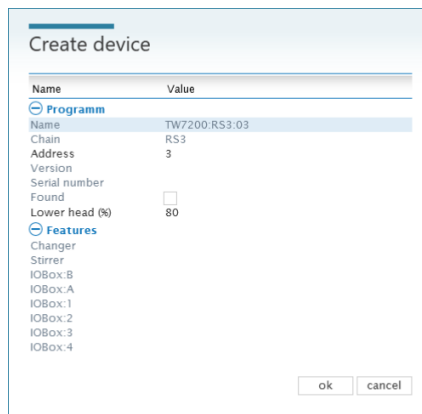 Create device
Name Value
Programm
Name TW7200:RS3:03
Chain RS3
Address 3
Version
Serial number
Found
Lower head (%) 80
Features
Changer
Stirrer
IOBox:B
IOBox:A
IOBox:1
IOBox:2
IOBox:3
IOBox:4
ok cancel